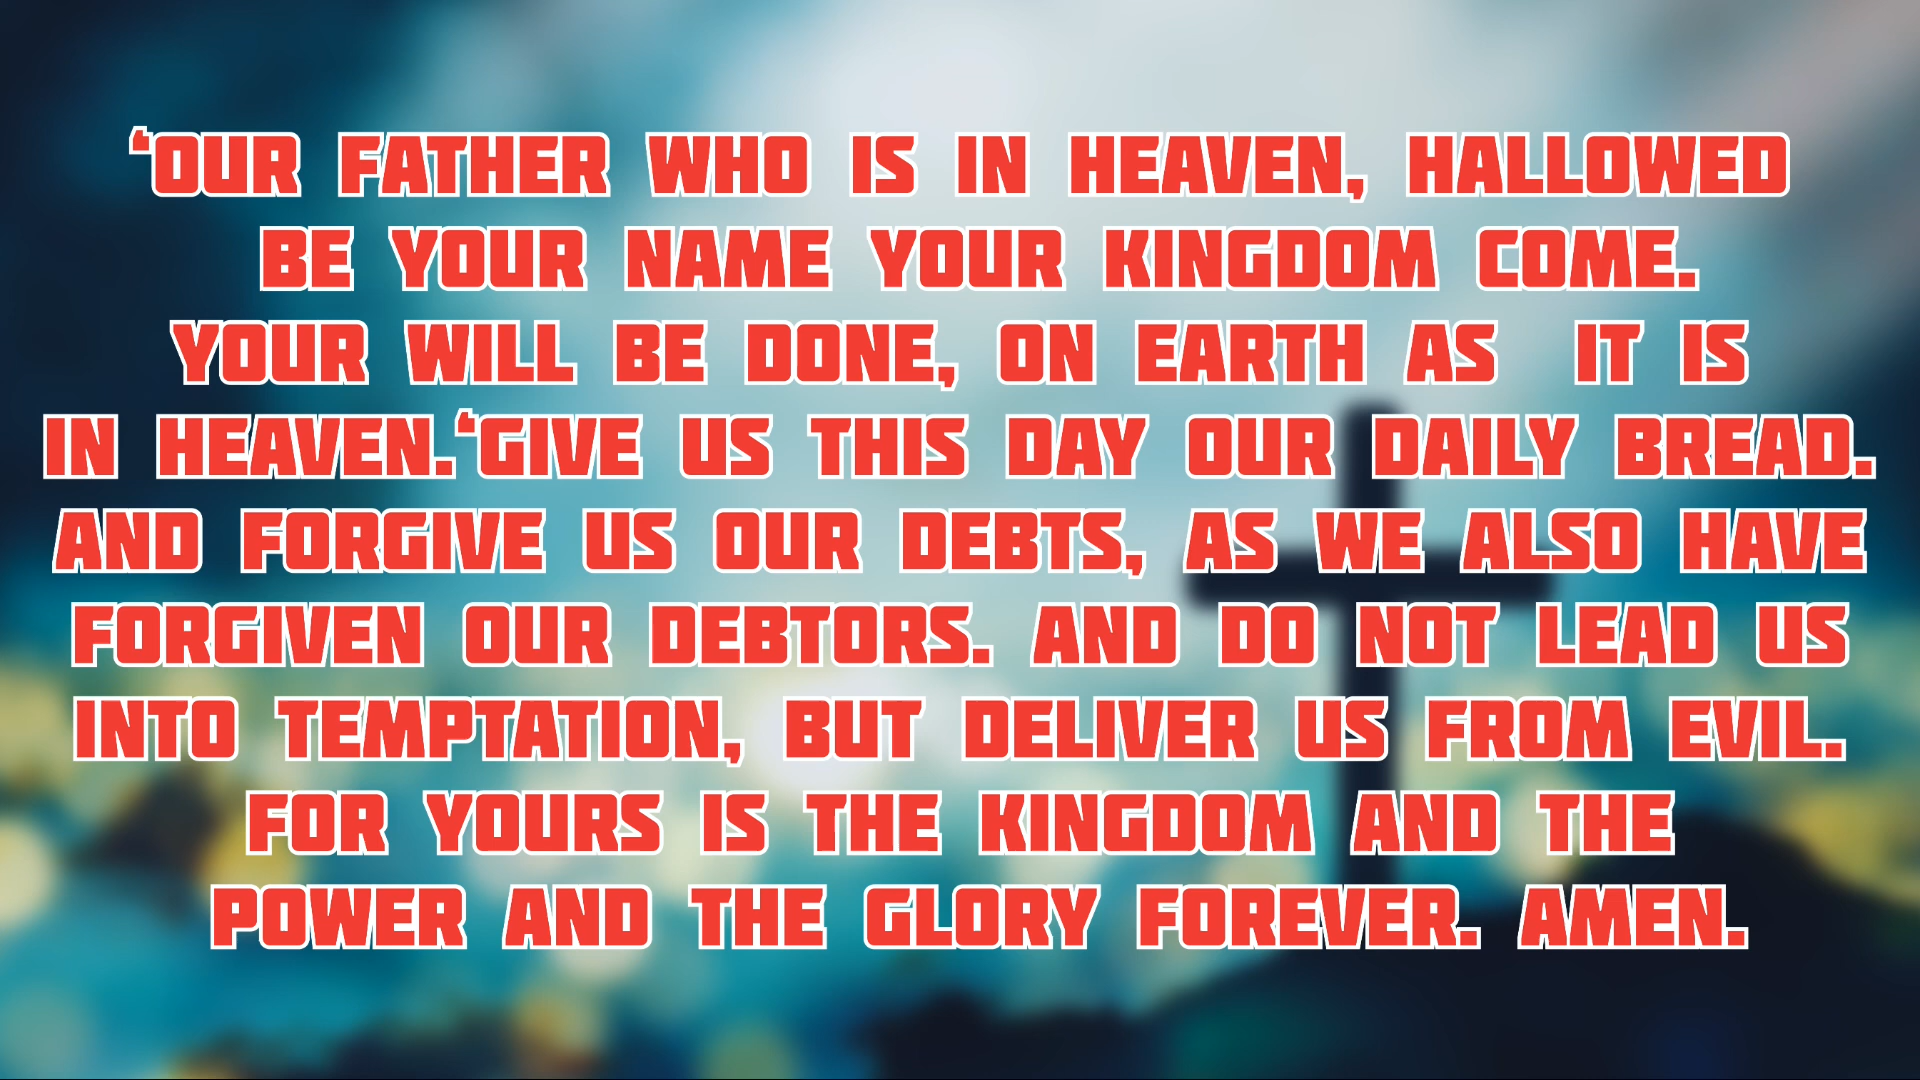 ‘OUR FATHER WHO IS IN HEAVEN, HALLOWED
BE YOUR NAME YOUR KINGDOM COME.
YOUR WILL BE DONE, ON EARTH AS IT IS
IN HEAVEN.‘GIVE US THIS DAY OUR DAILY BREAD.
AND FORGIVE US OUR DEBTS, AS WE ALSO HAVE
FORGIVEN OUR DEBTORS. AND DO NOT LEAD US
INTO TEMPTATION, BUT DELIVER US FROM EVIL.
FOR YOURS IS THE KINGDOM AND THE
POWER AND THE GLORY FOREVER. AMEN.